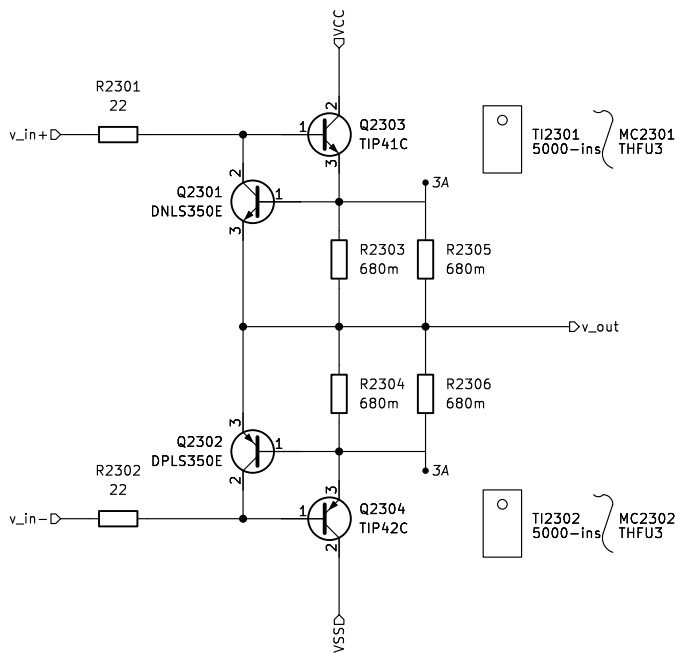 VCC
R2301
22
v_in+
2
1
Q2303
TIP41C
3
TI2301
5000-ins
MC2301
THFU3
2
Q2301
DNLS350E
1
3
3A
R2303
680m
R2305
680m
v_out
R2304
680m
R2306
680m
3
Q2302
DPLS350E
1
2
3A
R2302
22
v_in-
3
1
Q2304
TIP42C
2
TI2302
5000-ins
MC2302
THFU3
VSS